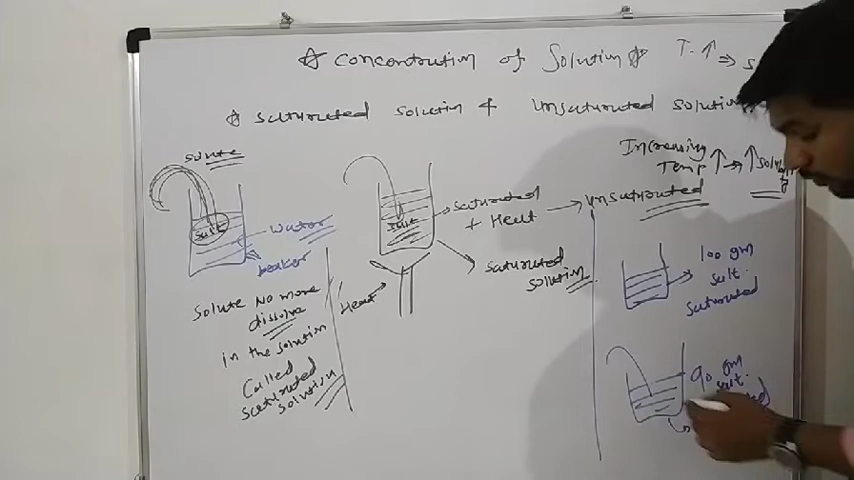 ☆ Concentration of Solution ☆
T. ↑ ⇒ S
☆ Saturated solution + Unsaturated solution
Solute
Salt
Water
beaker
Solute No more
dissolve
in the solution
Called
Saturated
solution
Salt
Heat
Saturated
+ Heat → Unsaturated
Saturated
solution
Increasing
Temp ↑ → ↑
100 gm
salt.
Saturated
90 gm
salt.